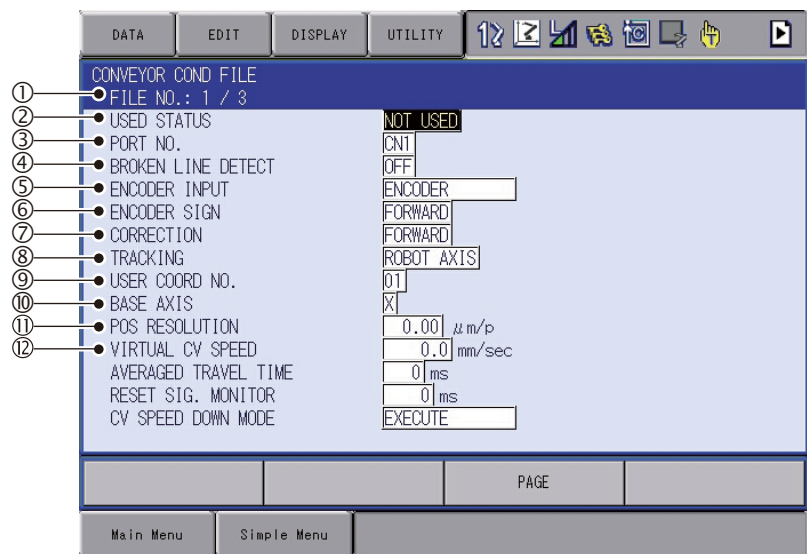 DATA EDIT DISPLAY UTILITY
CONVEYOR COND FILE
① FILE NO.: 1 / 3
② USED STATUS NOT USED
③ PORT NO. CN1
④ BROKEN LINE DETECT OFF
⑤ ENCODER INPUT ENCODER
⑥ ENCODER SIGN FORWARD
⑦ CORRECTION FORWARD
⑧ TRACKING ROBOT AXIS
⑨ USER COORD NO. 01
⑩ BASE AXIS X
⑪ POS RESOLUTION 0.00 μm/p
⑫ VIRTUAL CV SPEED 0.0 mm/sec
AVERAGED TRAVEL TIME 0 ms
RESET SIG. MONITOR 0 ms
CV SPEED DOWN MODE EXECUTE
PAGE
Main Menu Simple Menu